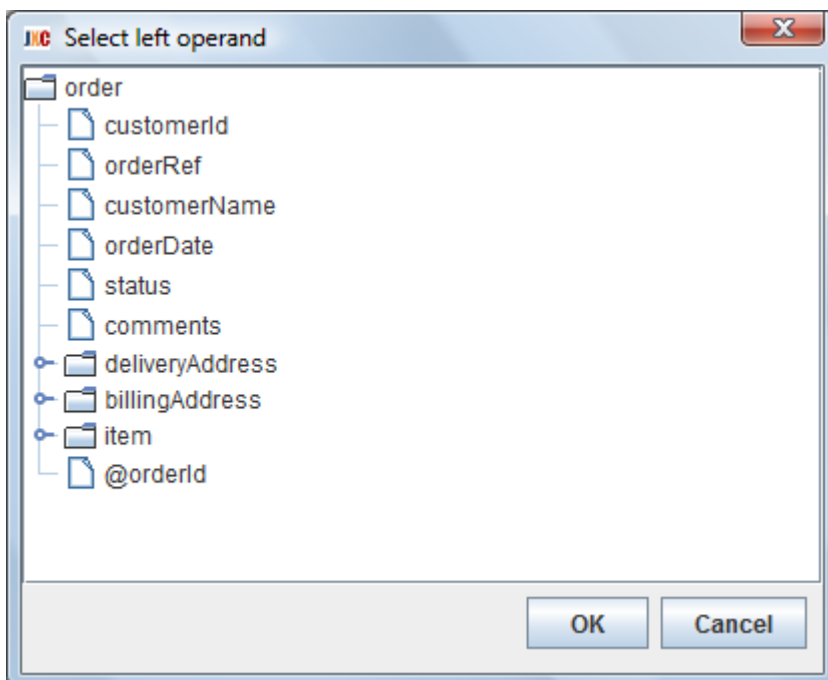 JXC Select left operand
order
customerId
orderRef
customerName
orderDate
status
comments
deliveryAddress
billingAddress
item
@orderId
OK Cancel